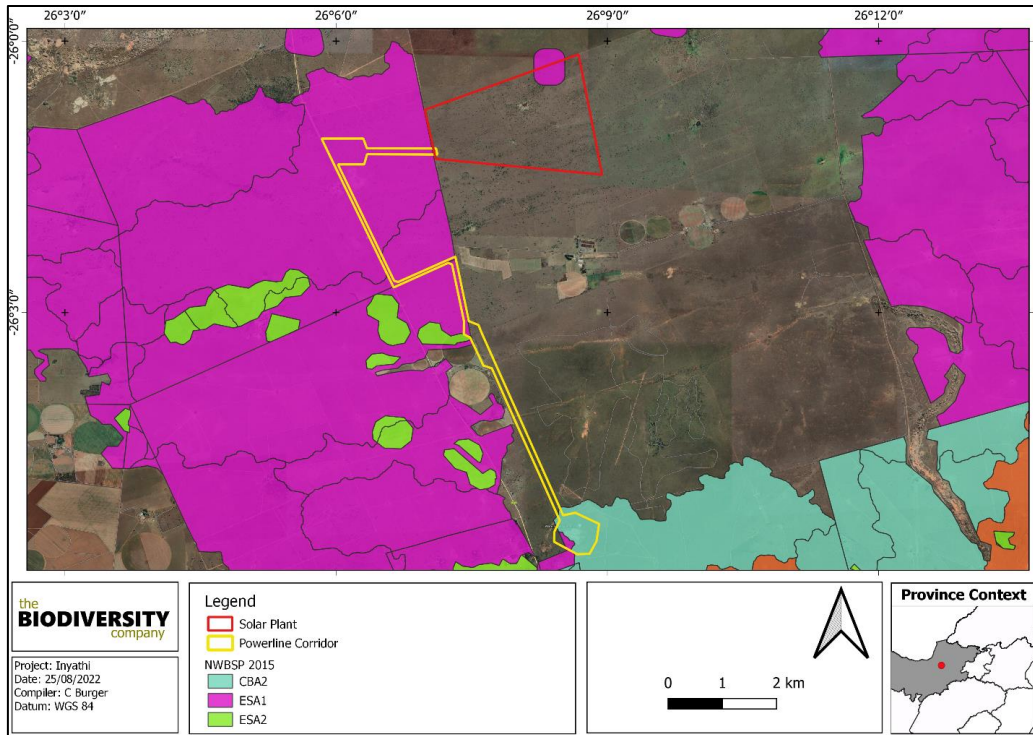 26°3′0″ 26°6′0″ 26°9′0″ 26°12′0″
-26°0′0″
-26°3′0″
the
BIODIVERSITY
company
Project: Inyathi
Date: 25/08/2022
Compiler: C Burger
Datum: WGS 84
Legend
Solar Plant
Powerline Corridor
NWBSP 2015
CBA2
ESA1
ESA2
0 1 2 km
Province Context